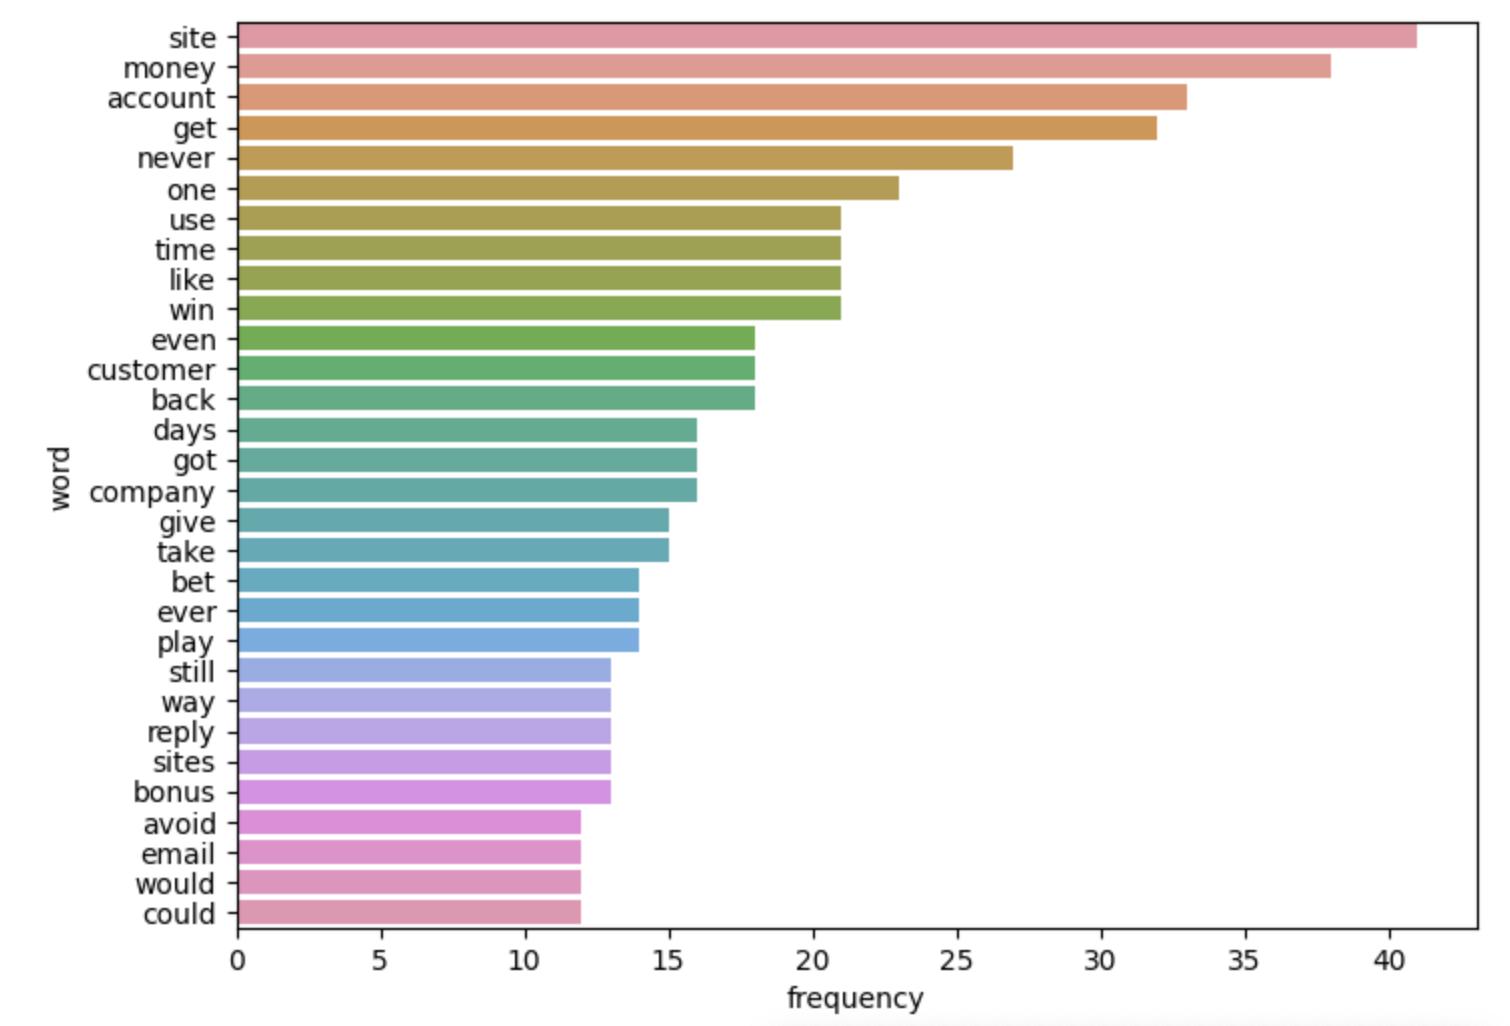 site
money
account
get
never
one
use
time
like
win
even
customer
back
days
got
company
give
take
bet
ever
play
still
way
reply
sites
bonus
avoid
email
would
could
word
0 5 10 15 20 25 30 35 40
frequency